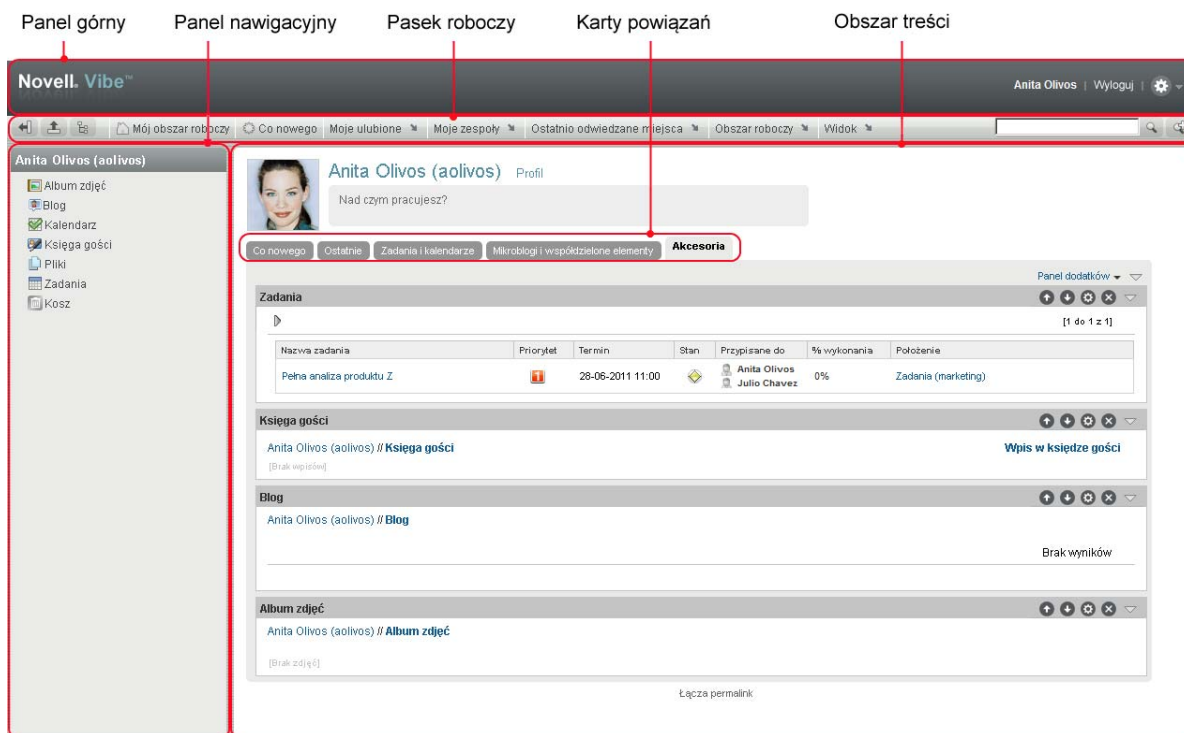 Panel górny Panel nawigacyjny Pasek roboczy Karty powiązań Obszar treści
Novell. Vibe™
Anita Olivos | Wyloguj |
Mój obszar roboczy Co nowego Moje ulubione Moje zespoły Ostatnio odwiedzane miejsca Obszar roboczy Widok
Anita Olivos (aolivos)
Album zdjęć
Blog
Kalendarz
Księga gości
Pliki
Zadania
Kosz
Anita Olivos (aolivos) Profil
Nad czym pracujesz?
Co nowego Ostatnie Zadania i kalendarze Mikroblogi i współdzielone elementy Akcesoria
Panel dodatków
Zadania
[1 do 1 z 1]
Nazwa zadania Priorytet Termin Stan Przypisane do % wykonania Położenie
Pełna analiza produktu Z 28-06-2011 11:00 Anita Olivos 0% Zadania (marketing)
Julio Chavez
Księga gości
Anita Olivos (aolivos) // Księga gości Wpis w księdze gości
[Brak wpisów]
Blog
Anita Olivos (aolivos) // Blog
Brak wyników
Album zdjęć
Anita Olivos (aolivos) // Album zdjęć
[Brak zdjęć]
Łącza permalink